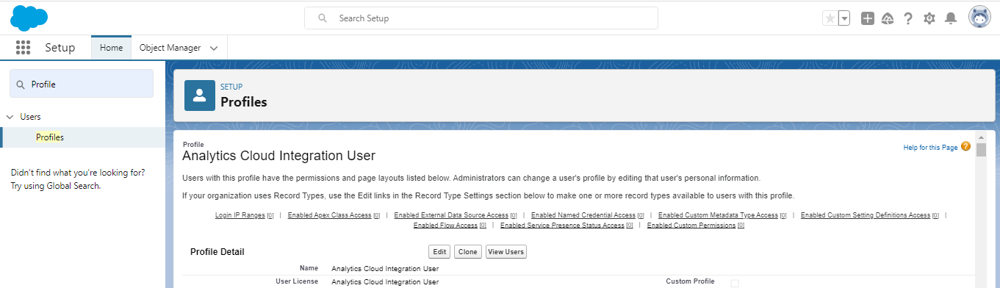 Search Setup
Setup
Home
Object Manager
Profile
Users
Profiles
Didn't find what you're looking for?
Try using Global Search.
SETUP
Profiles
Profile
Analytics Cloud Integration User
Help for this Page
Users with this profile have the permissions and page layouts listed below. Administrators can change a user's profile by editing that user's personal information.
If your organization uses Record Types, use the Edit links in the Record Type Settings section below to make one or more record types available to users with this profile.
Login IP Ranges [0] | Enabled Apex Class Access [0] | Enabled External Data Source Access [0] | Enabled Named Credential Access [0] | Enabled Custom Metadata Type Access [0] | Enabled Custom Setting Definitions Access [0] |
Enabled Flow Access [0] | Enabled Service Presence Status Access [0] | Enabled Custom Permissions [0]
Profile Detail
Edit Clone View Users
Name Analytics Cloud Integration User
User License Analytics Cloud Integration User Custom Profile